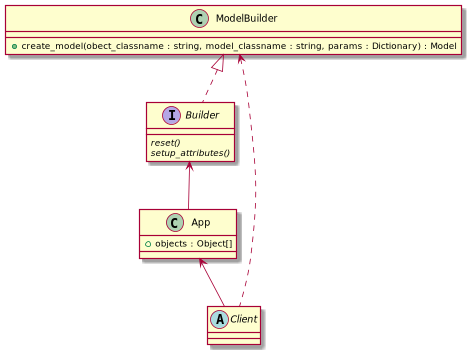 C ModelBuilder
create_model(obect_classname : string, model_classname : string, params : Dictionary) : Model
I Builder
reset()
setup_attributes()
C App
objects : Object[]
A Client